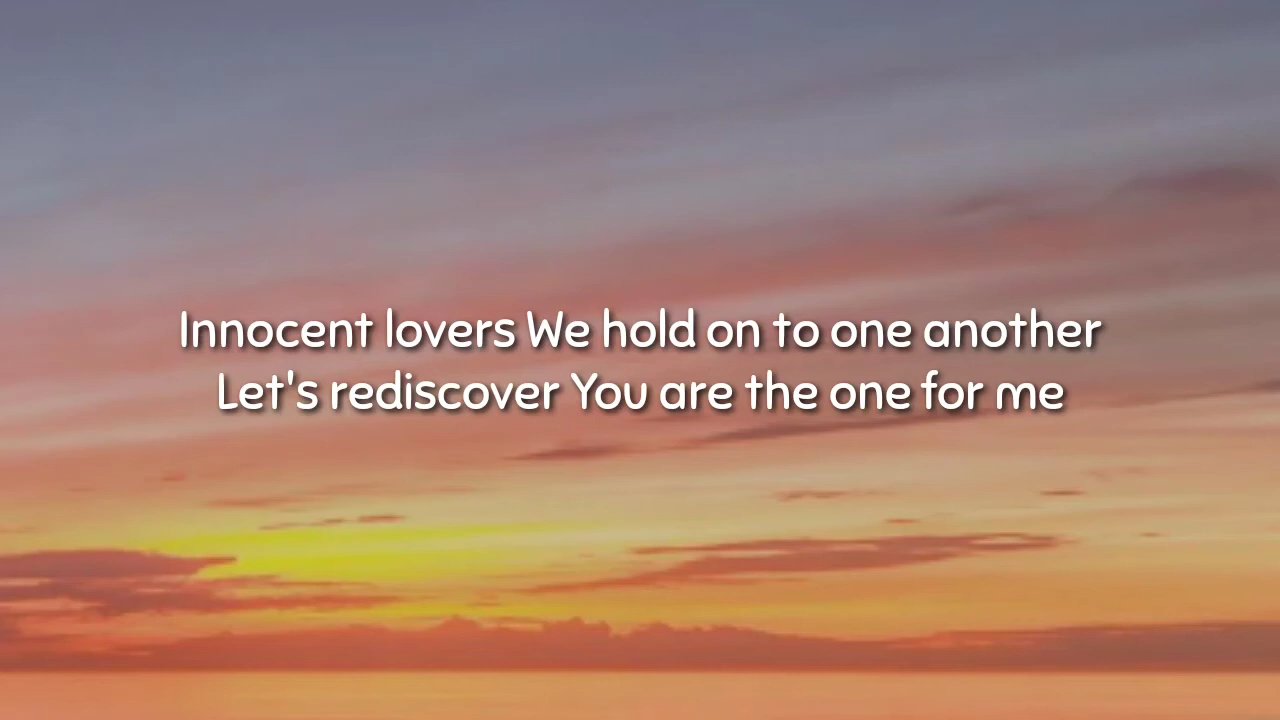 Innocent lovers We hold on to one another
Let's rediscover You are the one for me